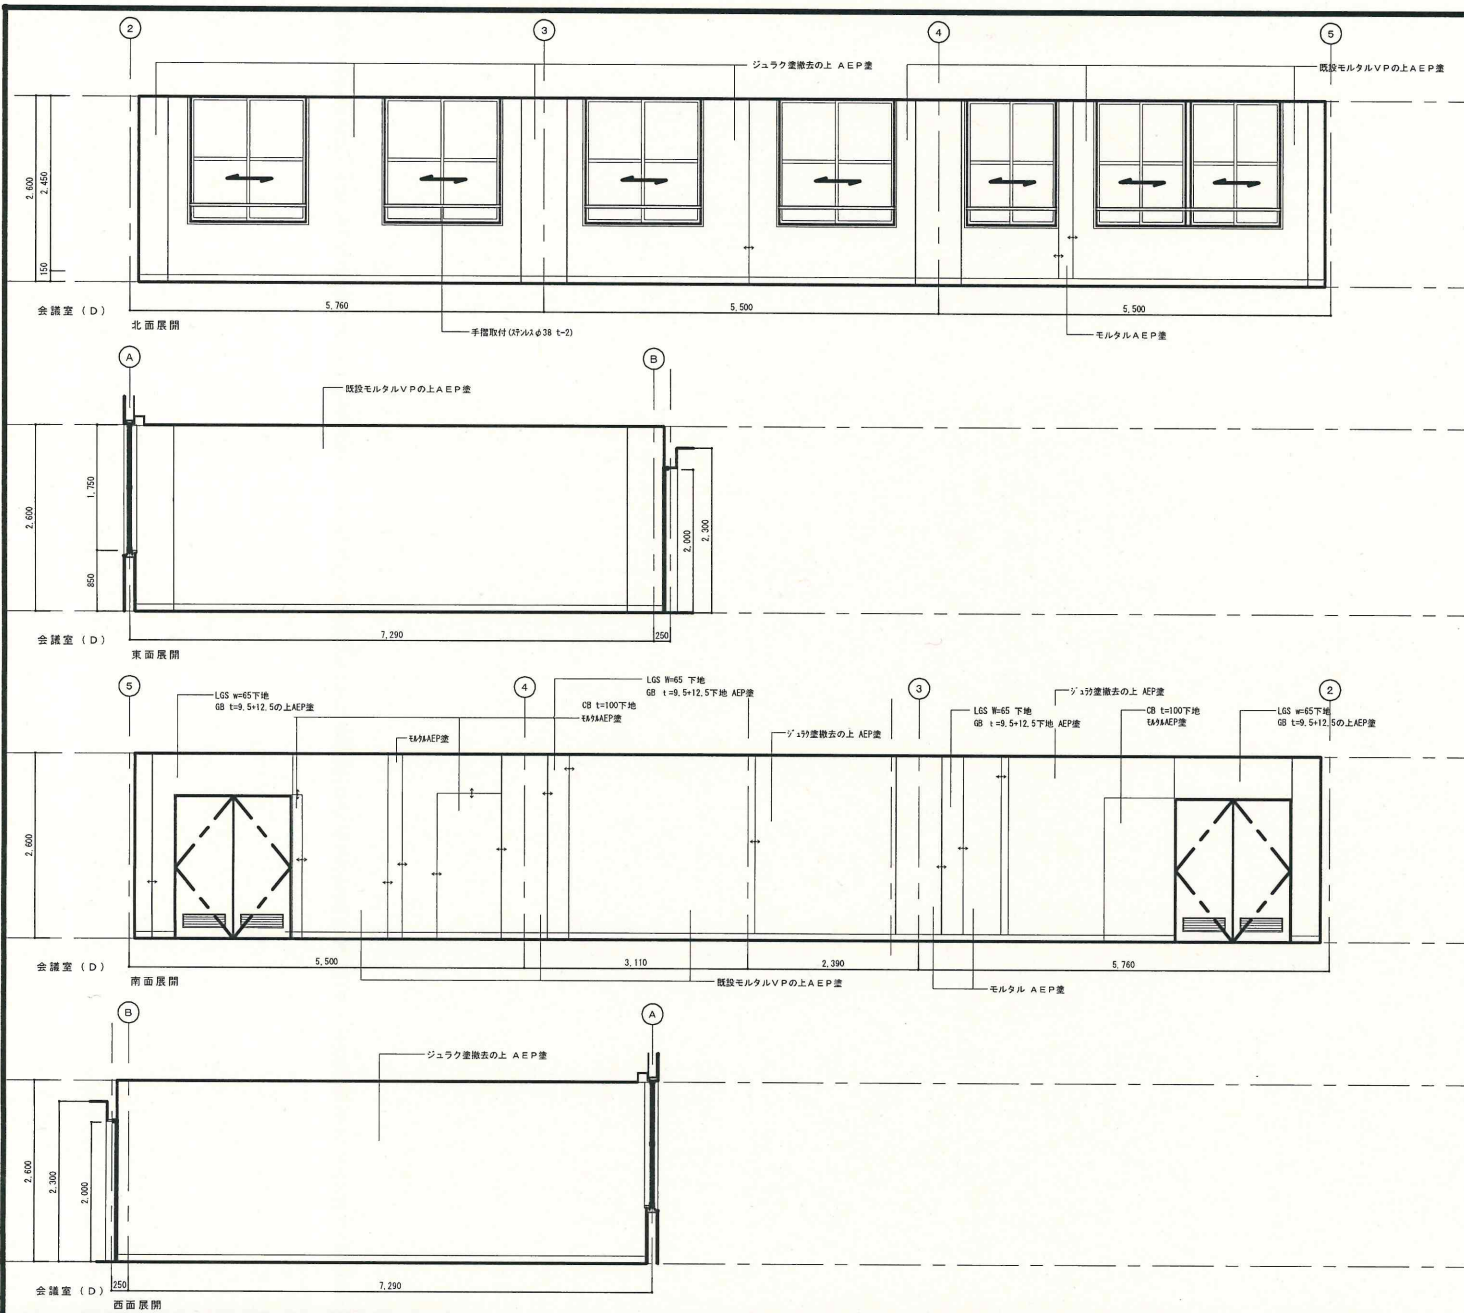 2
3
4
5
ジュラク塗撤去の上 AEP塗
既設モルタルVPの上AEP塗
2,600
2,450
150
会議室(D)
5,760
5,500
5,500
北面展開
手摺取付(ステンレスφ38 t-2)
モルタルAEP塗
A
B
既設モルタルVPの上AEP塗
2,600
1,750
850
2,000
2,300
会議室(D)
7,290
250
東面展開
5
4
3
2
LGS w=65下地
GB t=9.5+12.5の上AEP塗
モルタルAEP塗
LGS W=65 下地
GB t=9.5+12.5下地 AEP塗
CB t=100下地
モルタルAEP塗
ジュラク塗撤去の上 AEP塗
LGS W=65 下地
GB t=9.5+12.5下地 AEP塗
ジュラク塗撤去の上 AEP塗
CB t=100下地
モルタルAEP塗
LGS w=65下地
GB t=9.5+12.5の上AEP塗
2,600
会議室(D)
5,500
3,110
2,390
5,760
南面展開
既設モルタルVPの上AEP塗
モルタル AEP塗
B
A
ジュラク塗撤去の上 AEP塗
2,600
2,300
2,000
会議室(D)
250
7,290
西面展開